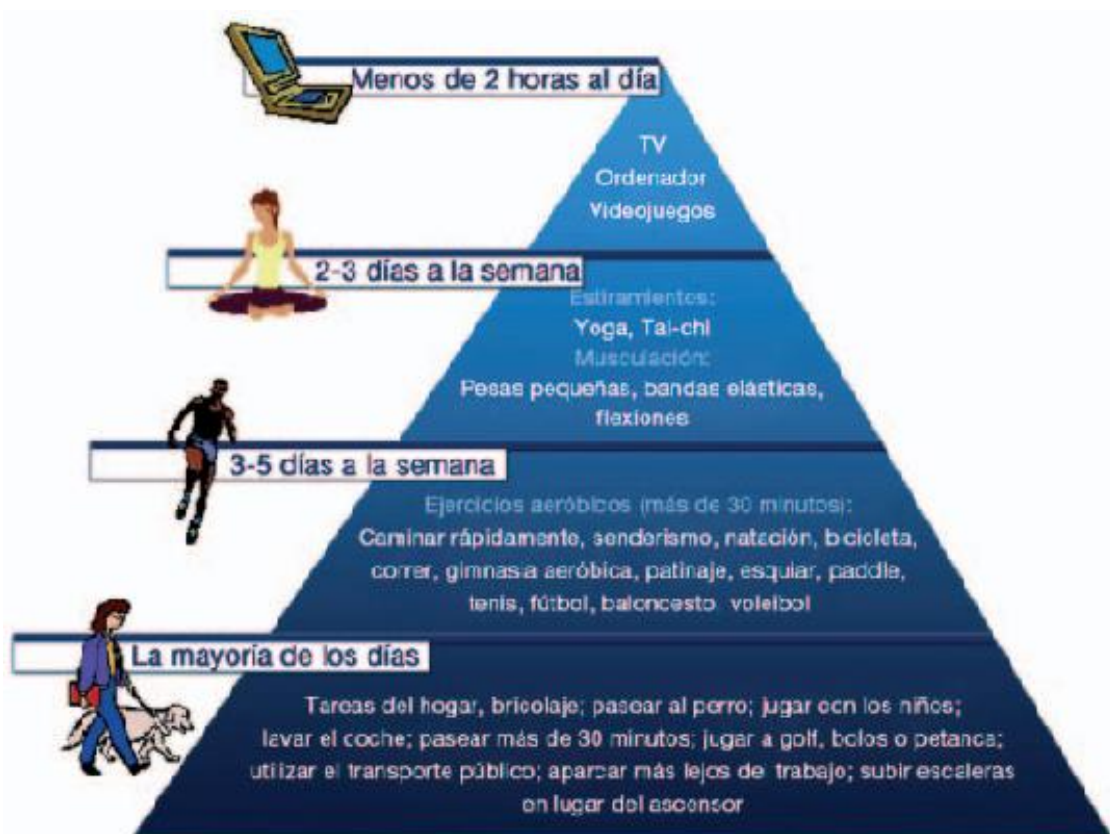 Menos de 2 horas al día
TV
Ordenador
Videojuegos
2-3 días a la semana
Estiramientos:
Yoga, Tai-chi
Musculación:
Pesas pequeñas, bandas elásticas,
flexiones
3-5 días a la semana
Ejercicios aeróbicos (más de 30 minutos):
Caminar rápidamente, senderismo, natación, bicicleta,
correr, gimnasia aeróbica, patinaje, esquiar, paddle,
tenis, fútbol, baloncesto voleibol
La mayoría de los días
Tareas del hogar, bricolaje; pasear al perro; jugar con los niños;
lavar el coche; pasear más de 30 minutos; jugar a golf, bolos o petanca;
utilizar el transporte público; aparcar más lejos de trabajo; subir escaleras
en lugar del ascensor